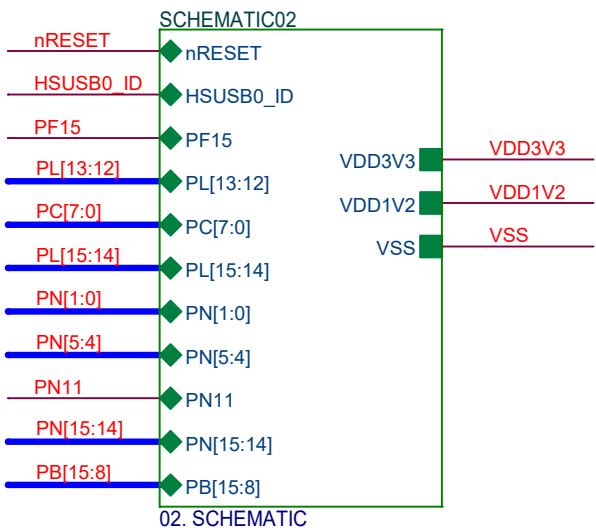 SCHEMATIC02
nRESET
nRESET
HSUSB0_ID
HSUSB0_ID
PF15
PF15
PL[13:12]
PL[13:12]
PC[7:0]
PC[7:0]
PL[15:14]
PL[15:14]
PN[1:0]
PN[1:0]
PN[5:4]
PN[5:4]
PN11
PN11
PN[15:14]
PN[15:14]
PB[15:8]
PB[15:8]
VDD3V3
VDD3V3
VDD1V2
VDD1V2
VSS
VSS
02. SCHEMATIC